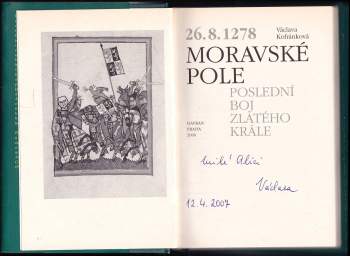 26.8.1278
Václava
Kofránková
MORAVSKÉ
POLE
POSLEDNÍ
BOJ
ZLATÉHO
KRÁLE
HAVRAN
PRAHA
2006
milé Alici
Václava
12.4.2007